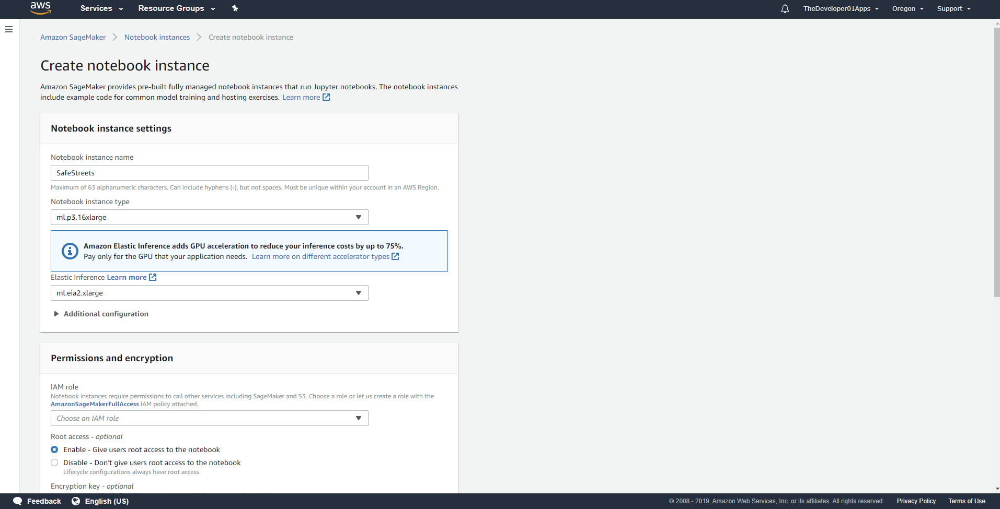 aws Services Resource Groups TheDeveloper01Apps Oregon Support
Amazon SageMaker Notebook instances Create notebook instance
Create notebook instance
Amazon SageMaker provides pre-built fully managed notebook instances that run Jupyter notebooks. The notebook instances
include example code for common model training and hosting exercises. Learn more
Notebook instance settings
Notebook instance name
SafeStreets
Maximum of 63 alphanumeric characters. Can include hyphens (-), but not spaces. Must be unique within your account in an AWS Region.
Notebook instance type
ml.p3.16xlarge
Amazon Elastic Inference adds GPU acceleration to reduce your inference costs by up to 75%.
Pay only for the GPU that your application needs. Learn more on different accelerator types
Elastic Inference Learn more
ml.eia2.xlarge
Additional configuration
Permissions and encryption
IAM role
Notebook instances require permissions to call other services including SageMaker and S3. Choose a role or let us create a role with the
AmazonSageMakerFullAccess IAM policy attached.
Choose an IAM role
Root access - optional
Enable - Give users root access to the notebook
Disable - Don't give users root access to the notebook
Lifecycle configurations always have root access
Encryption key - optional
Feedback English (US) © 2008 - 2019, Amazon Web Services, Inc. or its affiliates. All rights reserved. Privacy Policy Terms of Use